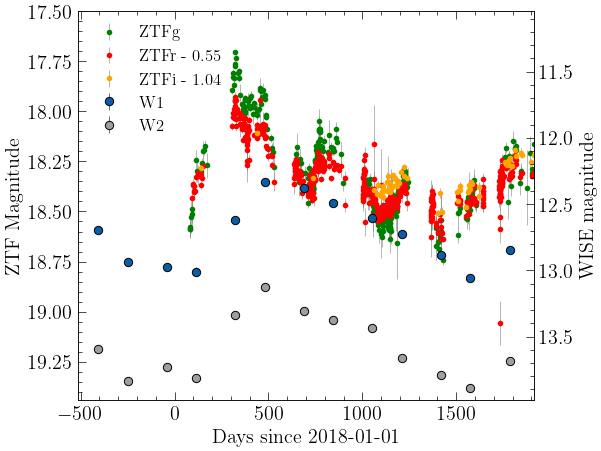 17.50
17.75
18.00
18.25
18.50
18.75
19.00
19.25
ZTF Magnitude
ZTFg
ZTFr - 0.55
ZTFi - 1.04
W1
W2
11.5
12.0
12.5
13.0
13.5
WISE magnitude
−500
0
500
1000
1500
Days since 2018-01-01